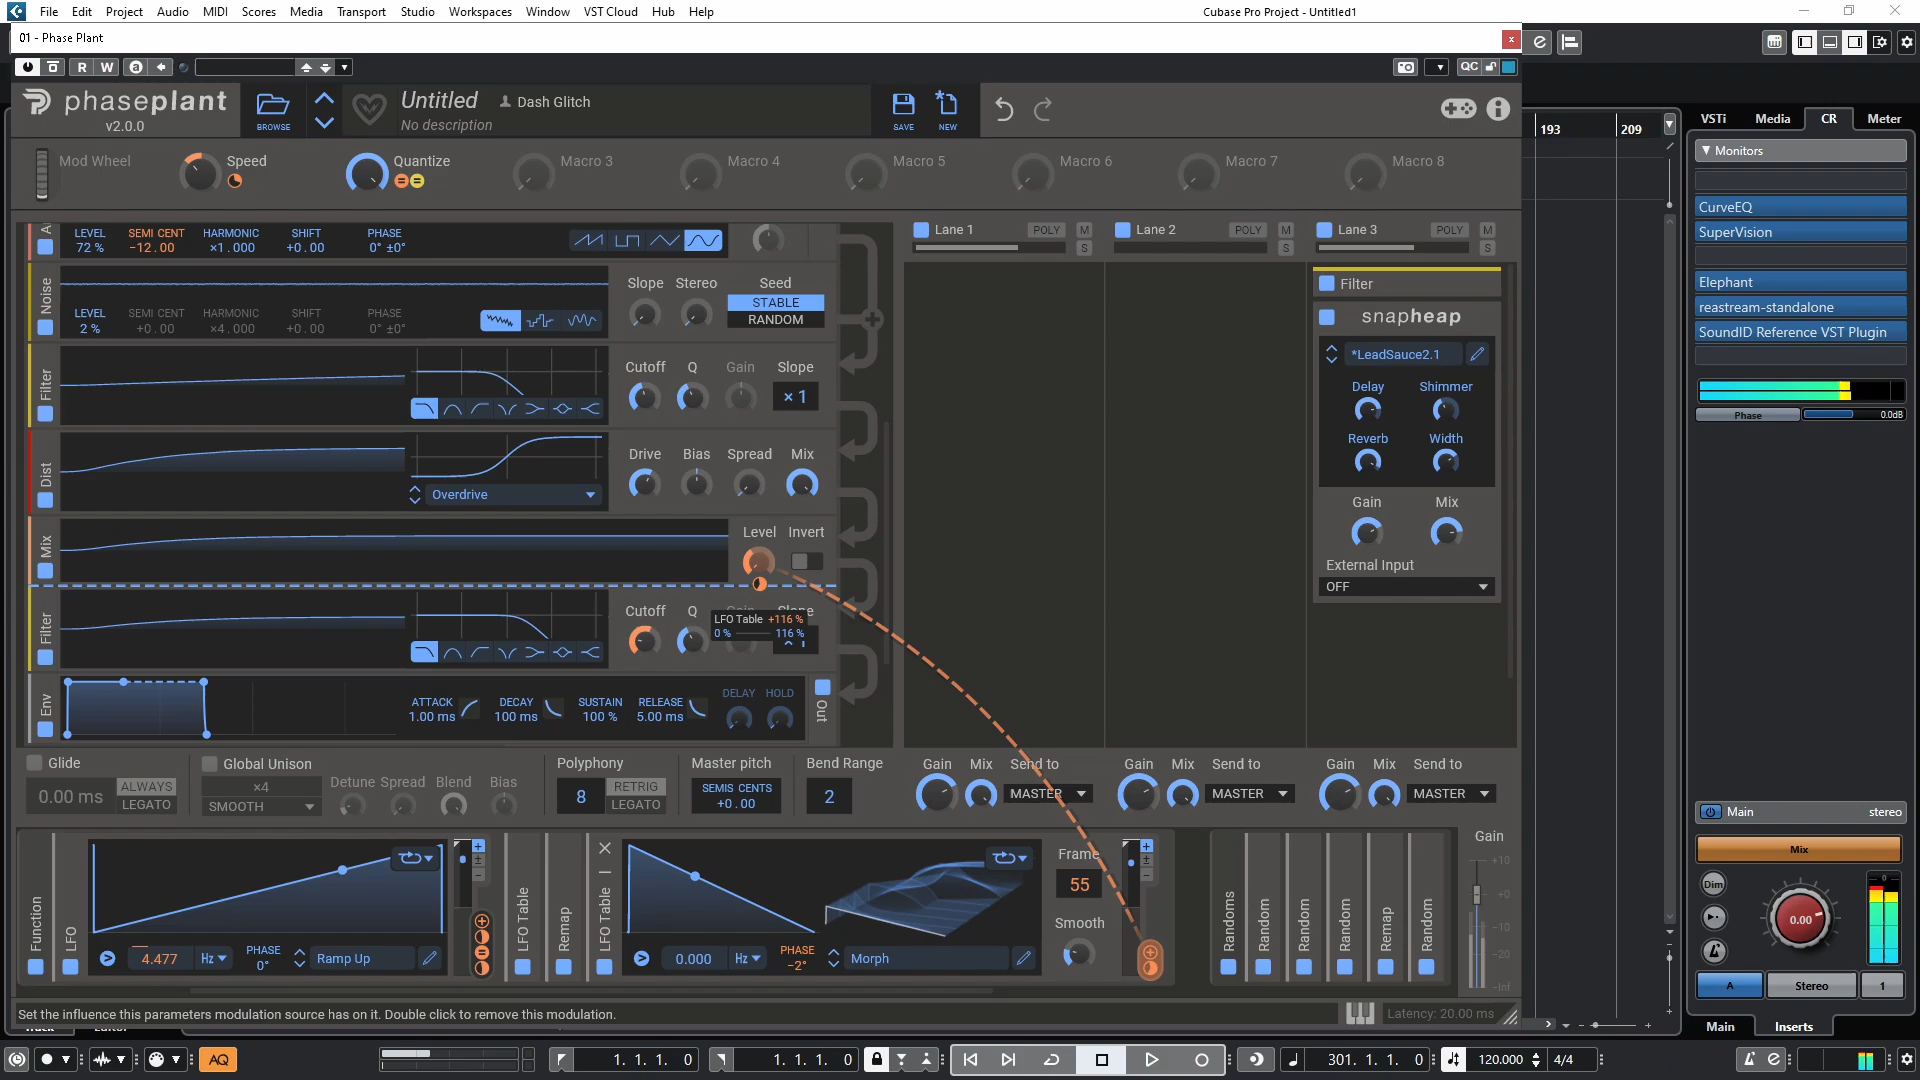 File Edit Project Audio MIDI Scores Media Transport Studio Workspaces Window VST Cloud Hub Help
Cubase Pro Project - Untitled1
01 - Phase Plant
R W a QC
phaseplant
v2.0.0
BROWSE
Untitled Dash Glitch
No description
SAVE NEW
Mod Wheel Speed Quantize Macro 3 Macro 4 Macro 5 Macro 6 Macro 7 Macro 8
A
LEVEL SEMI CENT HARMONIC SHIFT PHASE
72 % −12.00 ×1.000 +0.00 0° ±0°
Noise
LEVEL SEMI CENT HARMONIC SHIFT PHASE
2 % +0.00 ×4.000 +0.00 0° ±0°
Slope Stereo Seed
STABLE
RANDOM
Filter
Cutoff Q Gain Slope
× 1
Dist
Overdrive
Drive Bias Spread Mix
Mix
Level Invert
Filter
Cutoff Q
LFO Table +116 %
0 % 116 %
Env
ATTACK DECAY SUSTAIN RELEASE DELAY HOLD
1.00 ms 100 ms 100 % 5.00 ms
Out
Lane 1 POLY M
S
Lane 2 POLY M
S
Lane 3 POLY M
S
Filter
snapheap
*LeadSauce2.1
Delay Shimmer
Reverb Width
Gain Mix
External Input
OFF
Glide
0.00 ms ALWAYS
LEGATO
Global Unison
×4
SMOOTH
Detune Spread Blend Bias
Polyphony
8 RETRIG
LEGATO
Master pitch
SEMIS CENTS
+0.00
Bend Range
2
Gain Mix Send to
MASTER
Gain Mix Send to
MASTER
Gain Mix Send to
MASTER
Function
LFO
4.477 Hz PHASE
0° Ramp Up
LFO Table
Remap
LFO Table
0.000 Hz PHASE
−2° Morph
Frame
55
Smooth
Randoms
Random
Random
Random
Remap
Random
Gain
+10
+0
-10
-20
-Inf
Set the influence this parameters modulation source has on it. Double click to remove this modulation.
Latency: 20.00 ms
193 209
VSTi Media CR Meter
Monitors
CurveEQ
SuperVision
Elephant
reastream-standalone
SoundID Reference VST Plugin
Phase 0.0dB
Main stereo
Mix
Dim
0.00
0
A Stereo 1
Main Inserts
AQ
1. 1. 1. 0
1. 1. 1. 0
301. 1. 1. 0
120.000
4/4